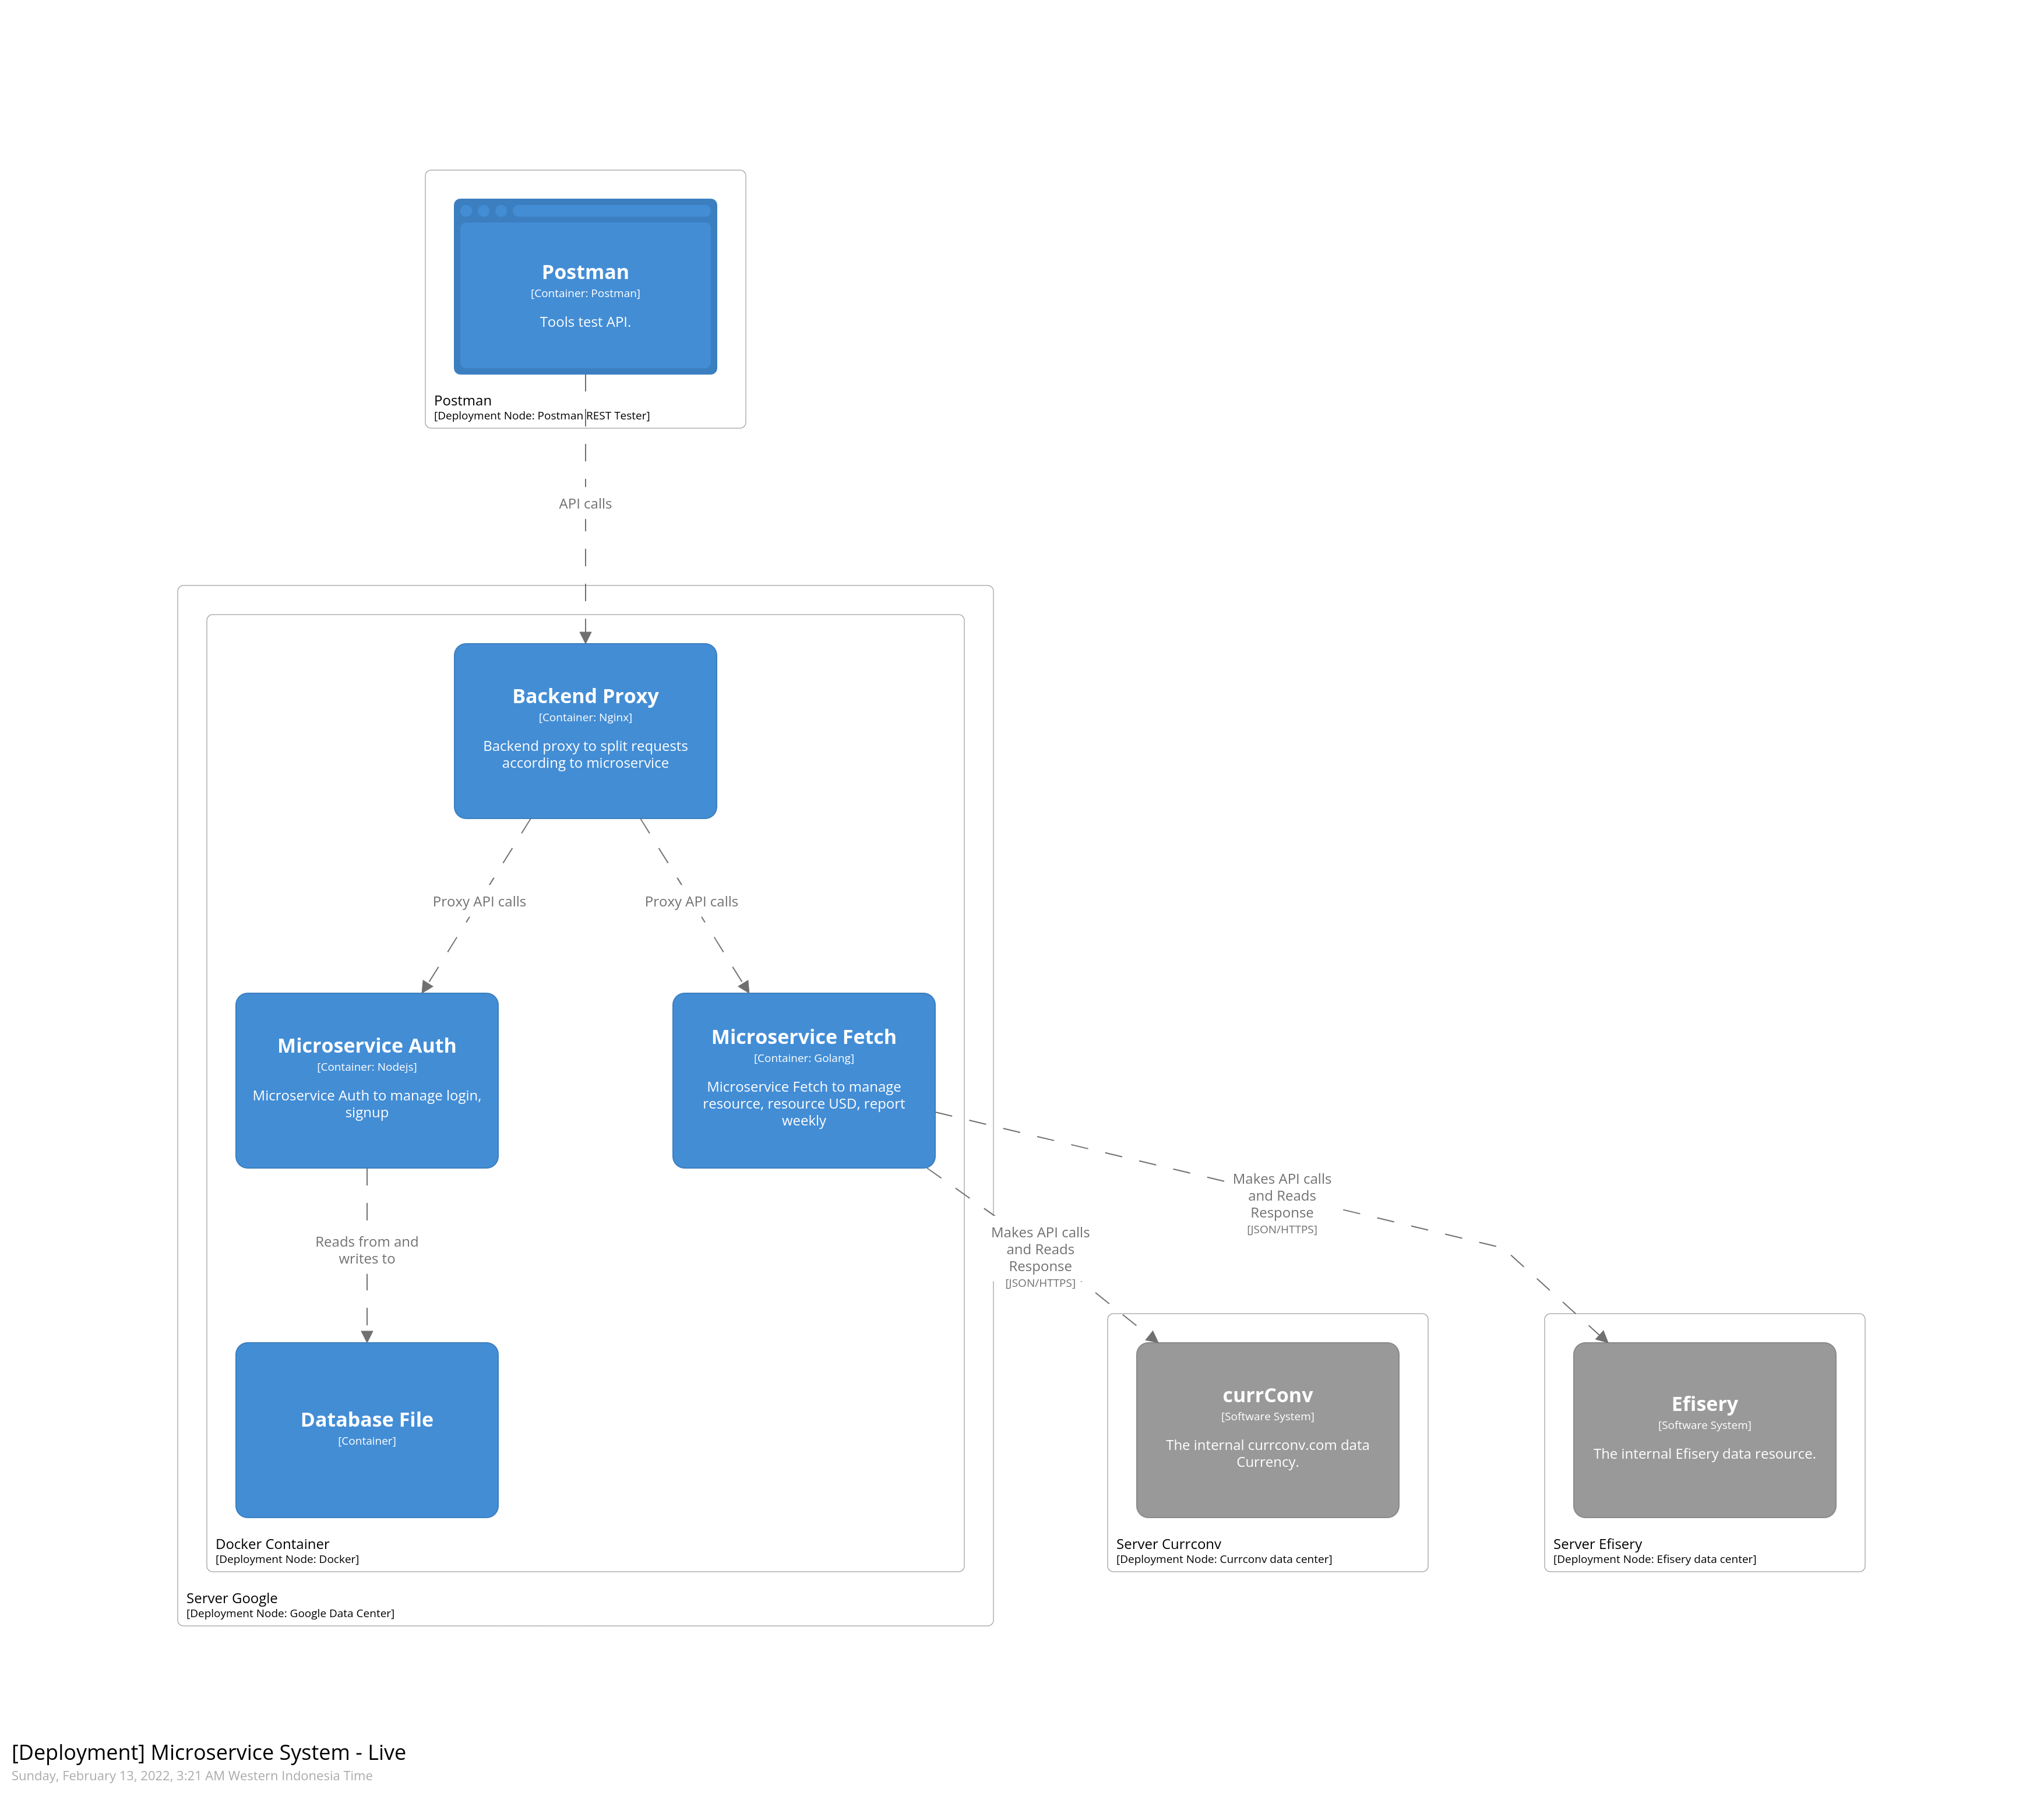 Postman
[Container: Postman]
Tools test API.
Postman
[Deployment Node: Postman REST Tester]
API calls
Backend Proxy
[Container: Nginx]
Backend proxy to split requests
according to microservice
Proxy API calls
Proxy API calls
Microservice Auth
[Container: Nodejs]
Microservice Auth to manage login,
signup
Microservice Fetch
[Container: Golang]
Microservice Fetch to manage
resource, resource USD, report
weekly
Makes API calls
and Reads
Response
[JSON/HTTPS]
Makes API calls
and Reads
Response
[JSON/HTTPS]
Reads from and
writes to
Database File
[Container]
currConv
[Software System]
The internal currconv.com data
Currency.
Efisery
[Software System]
The internal Efisery data resource.
Docker Container
[Deployment Node: Docker]
Server Currconv
[Deployment Node: Currconv data center]
Server Efisery
[Deployment Node: Efisery data center]
Server Google
[Deployment Node: Google Data Center]
[Deployment] Microservice System - Live
Sunday, February 13, 2022, 3:21 AM Western Indonesia Time